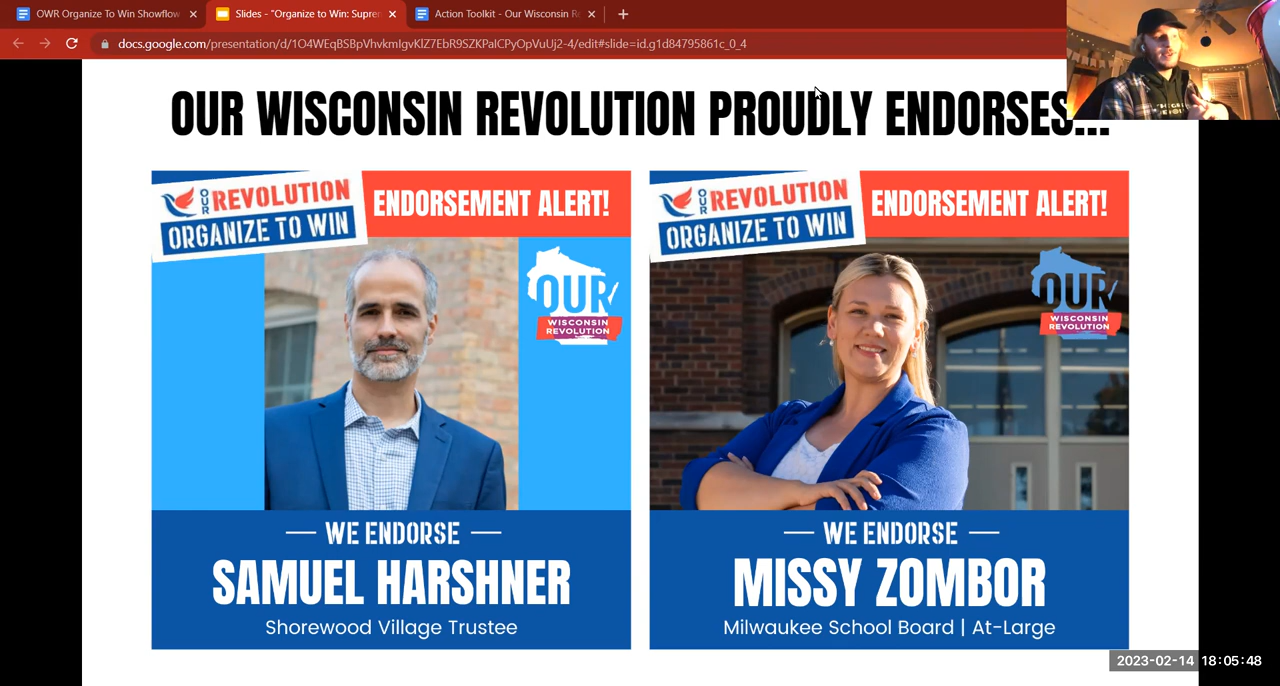 OWR Organize To Win Showflow
Slides - "Organize to Win: Suprem
Action Toolkit - Our Wisconsin Re
docs.google.com/presentation/d/1O4WEqBSBpVhvkmIgvKlZ7EbR9SZKPaICPyOpVuUj2-4/edit#slide=id.g1d84795861c_0_4
OUR WISCONSIN REVOLUTION PROUDLY ENDORSES...
OUR REVOLUTION
ORGANIZE TO WIN
ENDORSEMENT ALERT!
OUR
WISCONSIN
REVOLUTION
WE ENDORSE
SAMUEL HARSHNER
Shorewood Village Trustee
OUR REVOLUTION
ORGANIZE TO WIN
ENDORSEMENT ALERT!
OUR
WISCONSIN
REVOLUTION
WE ENDORSE
MISSY ZOMBOR
Milwaukee School Board | At-Large
2023-02-14 18:05:48